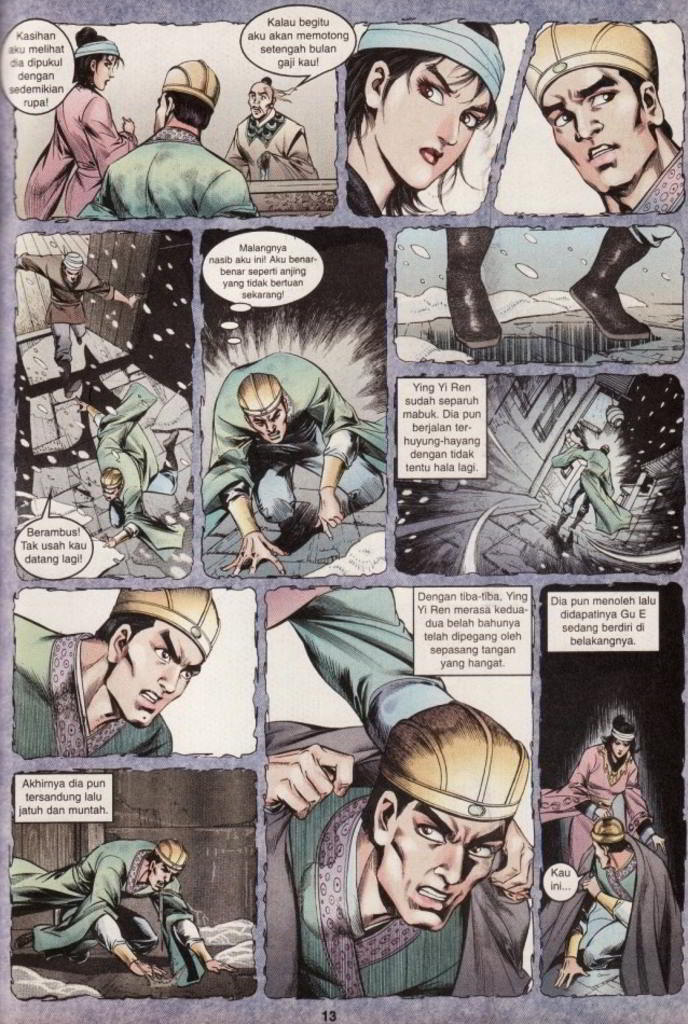 Kasihan
aku melihat
dia dipukul
dengan
sedemikian
rupa!
Kalau begitu
aku akan memotong
setengah bulan
gaji kau!
Berambus!
Tak usah kau
datang lagi!
Malangnya
nasib aku ini! Aku benar-
benar seperti anjing
yang tidak bertuan
sekarang!
Ying Yi Ren
sudah separuh
mabuk. Dia pun
berjalan ter-
huyung-hayang
dengan tidak
tentu hala lagi.
Akhirnya dia pun
tersandung lalu
jatuh dan muntah.
Dengan tiba-tiba, Ying
Yi Ren merasa kedua-
dua belah bahunya
telah dipegang oleh
sepasang tangan
yang hangat.
Dia pun menoleh lalu
didapatinya Gu E
sedang berdiri di
belakangnya.
Kau
ini...
13